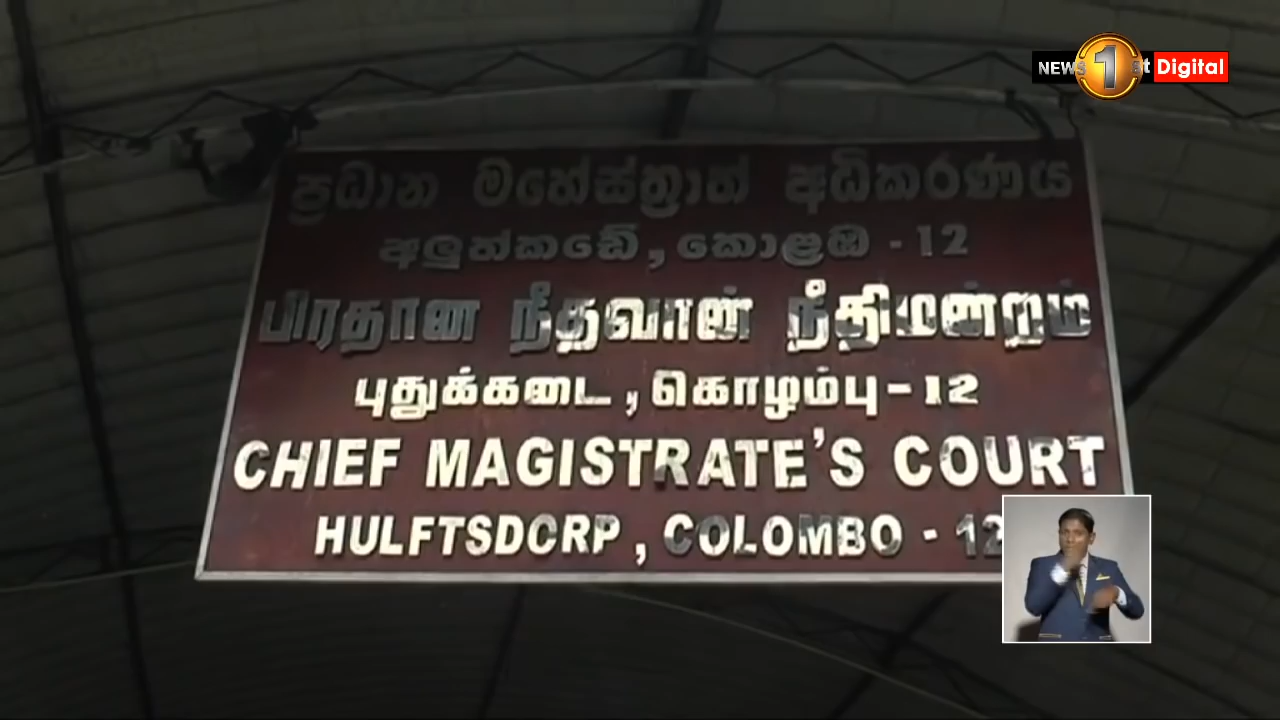 NEWS 1st Digital
ප්‍රධාන මහේස්ත්‍රාත් අධිකරණය
අලුත්කඩේ, කොළඹ - 12
பிரதான நீதவான் நீதிமன்றம்
புதுக்கடை, கொழும்பு - 12
CHIEF MAGISTRATE'S COURT
HULFTSDORP, COLOMBO - 12